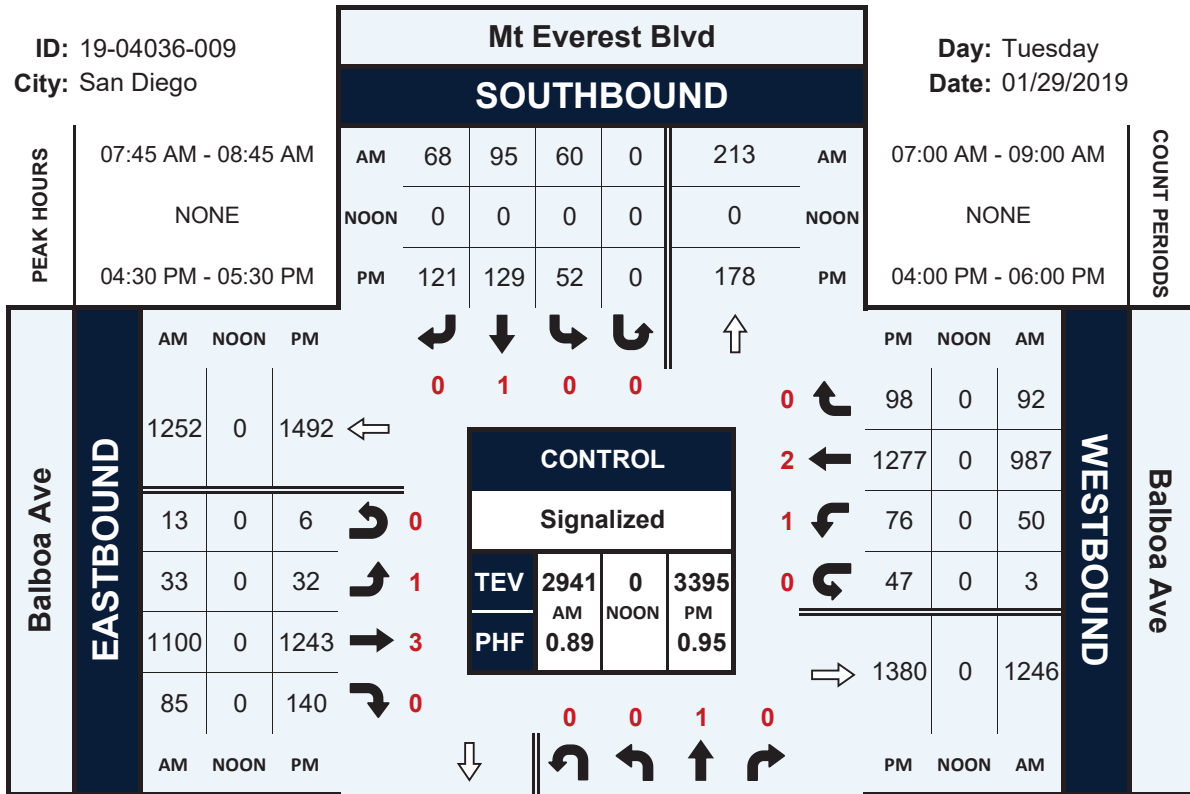 ID: 19-04036-009
City: San Diego
Mt Everest Blvd
SOUTHBOUND
Day: Tuesday
Date: 01/29/2019
PEAK HOURS
07:45 AM - 08:45 AM
NONE
04:30 PM - 05:30 PM
AM 68 95 60 0 213 AM
NOON 0 0 0 0 0 NOON
PM 121 129 52 0 178 PM
07:00 AM - 09:00 AM
NONE
04:00 PM - 06:00 PM
COUNT PERIODS
0 1 0 0
Balboa Ave
EASTBOUND
AM NOON PM
1252 0 1492
13 0 6 0
33 0 32 1
1100 0 1243 3
85 0 140 0
AM NOON PM
CONTROL
Signalized
TEV 2941 0 3395
AM NOON PM
PHF 0.89 0.95
0 0 1 0
PM NOON AM
0 98 0 92
2 1277 0 987
1 76 0 50
0 47 0 3
1380 0 1246
PM NOON AM
WESTBOUND
Balboa Ave